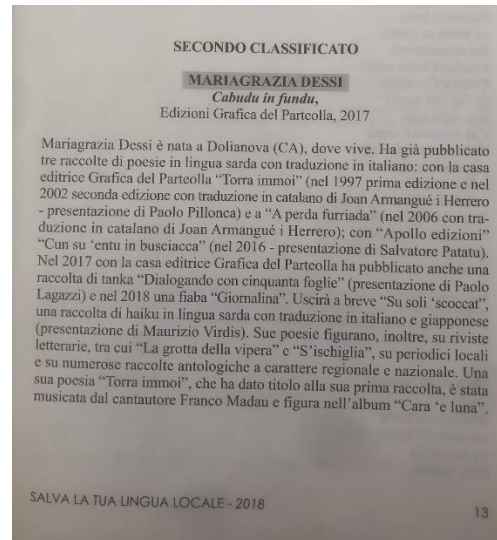 SECONDO CLASSIFICATO
MARIAGRAZIA DESSI
Cabudu in fundu,
Edizioni Grafica del Parteolla, 2017
Mariagrazia Dessi è nata a Dolianova (CA), dove vive. Ha già pubblicato
tre raccolte di poesie in lingua sarda con traduzione in italiano: con la casa
editrice Grafica del Parteolla “Torra immoi” (nel 1997 prima edizione e nel
2002 seconda edizione con traduzione in catalano di Joan Armangué i Herrero
- presentazione di Paolo Pillonca) e a “A perda furriada” (nel 2006 con tra-
duzione in catalano di Joan Armangué i Herrero); con “Apollo edizioni”
“Cun su ‘entu in busciacca” (nel 2016 - presentazione di Salvatore Patatu).
Nel 2017 con la casa editrice Grafica del Parteolla ha pubblicato anche una
raccolta di tanka “Dialogando con cinquanta foglie” (presentazione di Paolo
Lagazzi) e nel 2018 una fiaba “Giornalina”. Uscirà a breve “Su soli ‘scoccat”,
una raccolta di haiku in lingua sarda con traduzione in italiano e giapponese
(presentazione di Maurizio Virdis). Sue poesie figurano, inoltre, su riviste
letterarie, tra cui “La grotta della vipera” e “S’ischiglia”, su periodici locali
e su numerose raccolte antologiche a carattere regionale e nazionale. Una
sua poesia “Torra immoi”, che ha dato titolo alla sua prima raccolta, è stata
musicata dal cantautore Franco Madau e figura nell’album “Cara ‘e luna”.
SALVA LA TUA LINGUA LOCALE - 2018
13